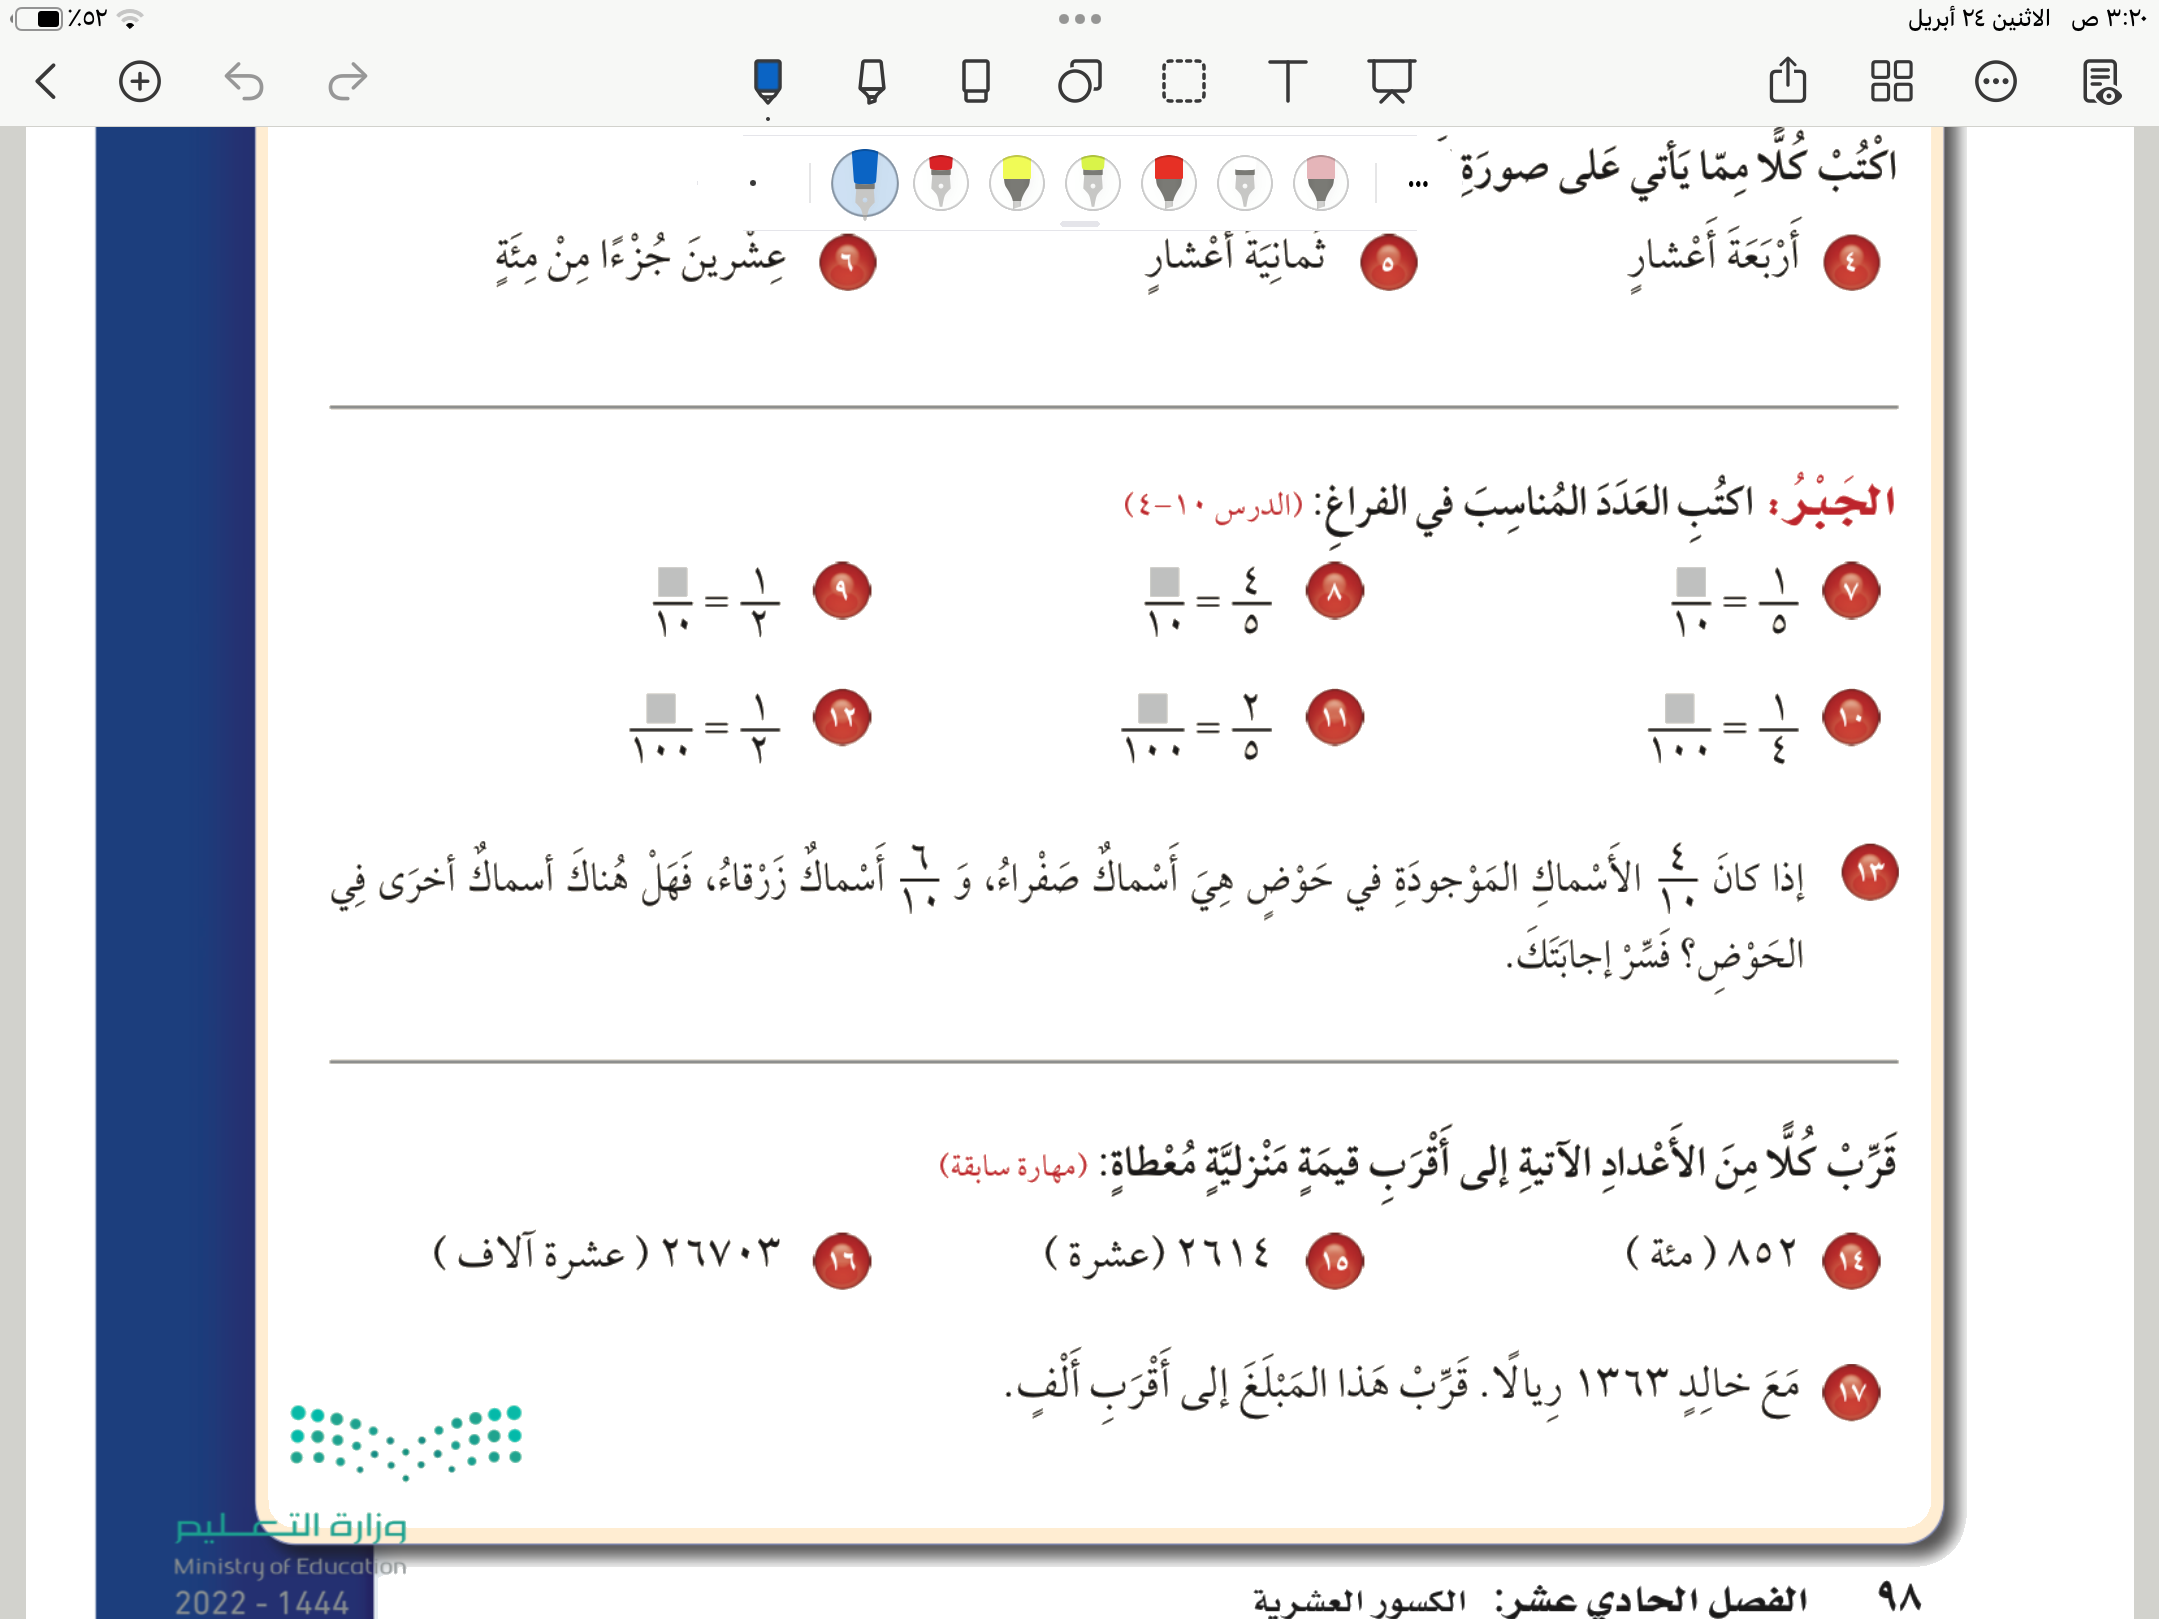 ٣:٢٠ ص الاثنين ٢٤ أبريل
٪٥٢
اكْتُبْ كُلًّا مِمّا يَأتي عَلى صورَةِ
٤ أَرْبَعَةَ أَعْشارٍ
٥ ثَمانِيَةَ أَعْشارٍ
٦ عِشْرينَ جُزْءًا مِنْ مِئَةٍ
الجَبْرُ: اكتُبِ العَدَدَ المُناسِبَ في الفراغِ: (الدرس ١٠-٤)
٧ ١/٥ = □/١٠
٨ ٤/٥ = □/١٠
٩ ١/٢ = □/١٠
١٠ ١/٤ = □/١٠٠
١١ ٢/٥ = □/١٠٠
١٢ ١/٢ = □/١٠٠
١٣ إذا كانَ ٤/١٠ الأَسْماكِ المَوْجودَةِ في حَوْضٍ هِيَ أَسْماكٌ صَفْراءُ، وَ ٦/١٠ أَسْماكٌ زَرْقاءُ، فَهَلْ هُناكَ أسماكٌ أخرَى فِي
الحَوْضِ؟ فَسِّرْ إجابَتَكَ.
قَرِّبْ كُلًّا مِنَ الأَعْدادِ الآتيةِ إلى أَقْرَبِ قيمَةٍ مَنْزليَّةٍ مُعْطاةٍ: (مهارة سابقة)
١٤ ٨٥٢ ( مئة )
١٥ ٢٦١٤ (عشرة )
١٦ ٢٦٧٠٣ ( عشرة آلاف )
١٧ مَعَ خالِدٍ ١٣٦٣ رِيالًا. قَرِّبْ هَذا المَبْلَغَ إلى أَقْرَبِ أَلْفٍ.
وزارة التعليم
Ministry of Education
2022 - 1444
٩٨ الفصل الحادي عشر: الكسور العشرية